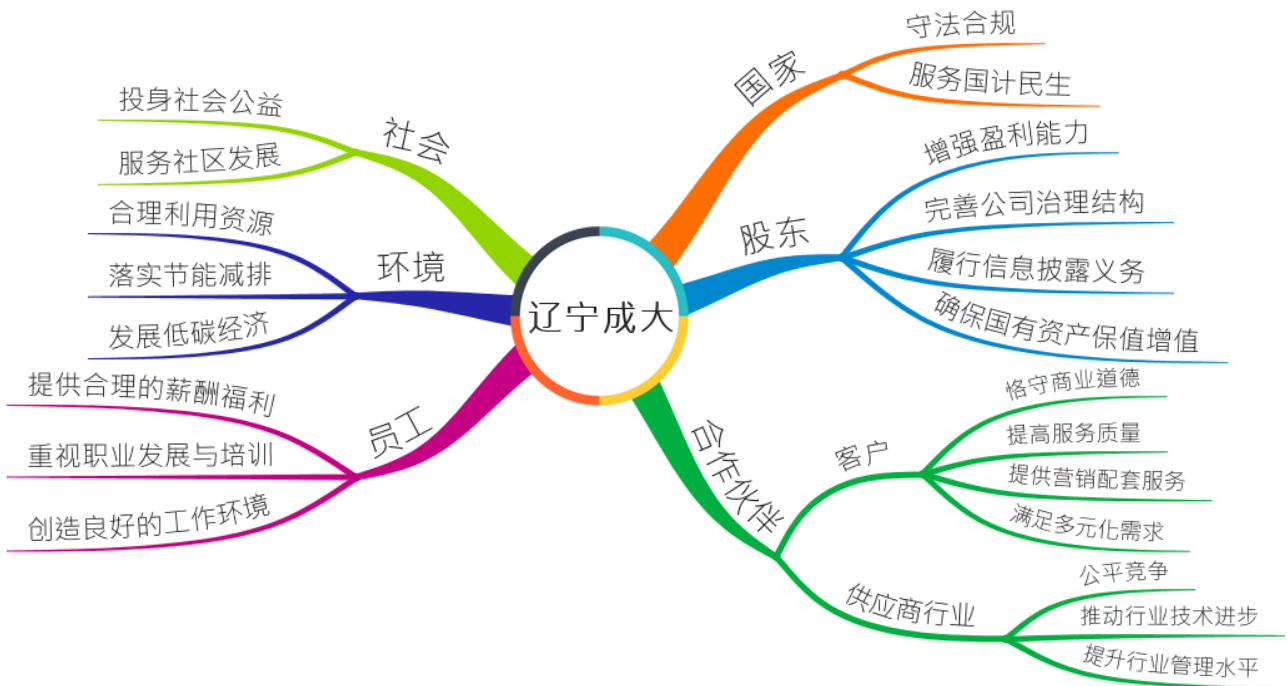 辽宁成大
国家
守法合规
服务国计民生
股东
增强盈利能力
完善公司治理结构
履行信息披露义务
确保国有资产保值增值
合作伙伴
客户
恪守商业道德
提高服务质量
提供营销配套服务
满足多元化需求
供应商行业
公平竞争
推动行业技术进步
提升行业管理水平
社会
投身社会公益
服务社区发展
环境
合理利用资源
落实节能减排
发展低碳经济
员工
提供合理的薪酬福利
重视职业发展与培训
创造良好的工作环境